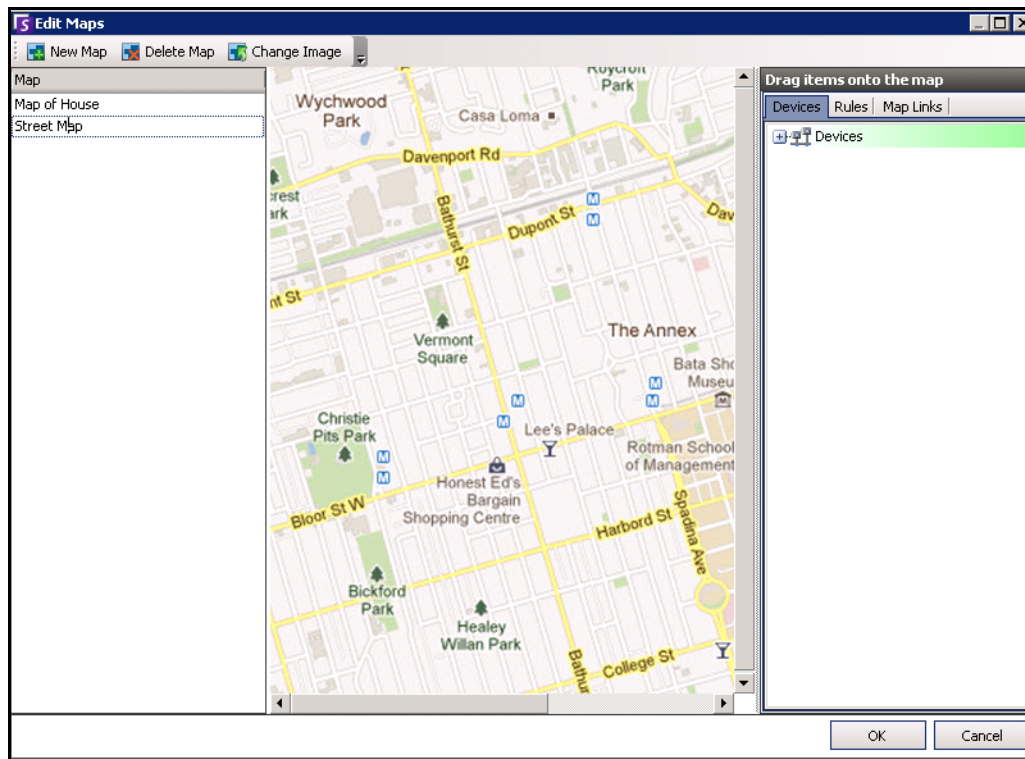 Edit Maps
New Map
Delete Map
Change Image
Map
Map of House
Street Map
Roycroft
Park
Wychwood
Park
Casa Loma
Davenport Rd
crest
ark
Bathurst St
Dupont St
Dav
nt St
Vermont
Square
The Annex
Bata Sho
Museu
M
M
M
M
M
M
M
M
Christie
Pits Park
Lee's Palace
Rotman School
of Management
Honest Ed's
Bargain
Shopping Centre
Bloor St W
Harbord St
Spadina Ave
Bickford
Park
Healey
Willan Park
Bathur
College St
Drag items onto the map
Devices
Rules
Map Links
Devices
OK
Cancel